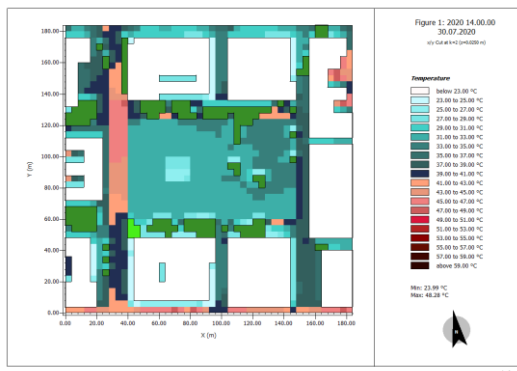 Figure 1: 2020 14.00.00
30.07.2020
x/y Cut at k=0 (z=0.0250 m)
Temperature
below 23.00 °C
23.00 to 25.00 °C
25.00 to 27.00 °C
27.00 to 29.00 °C
29.00 to 31.00 °C
31.00 to 33.00 °C
33.00 to 35.00 °C
35.00 to 37.00 °C
37.00 to 39.00 °C
39.00 to 41.00 °C
41.00 to 43.00 °C
43.00 to 45.00 °C
45.00 to 47.00 °C
47.00 to 49.00 °C
49.00 to 51.00 °C
51.00 to 53.00 °C
53.00 to 55.00 °C
55.00 to 57.00 °C
57.00 to 59.00 °C
above 59.00 °C
Min: 23.99 °C
Max: 48.28 °C
N
180.00
160.00
140.00
120.00
100.00
80.00
60.00
40.00
20.00
0.00
Y (m)
0.00 20.00 40.00 60.00 80.00 100.00 120.00 140.00 160.00 180.00
X (m)